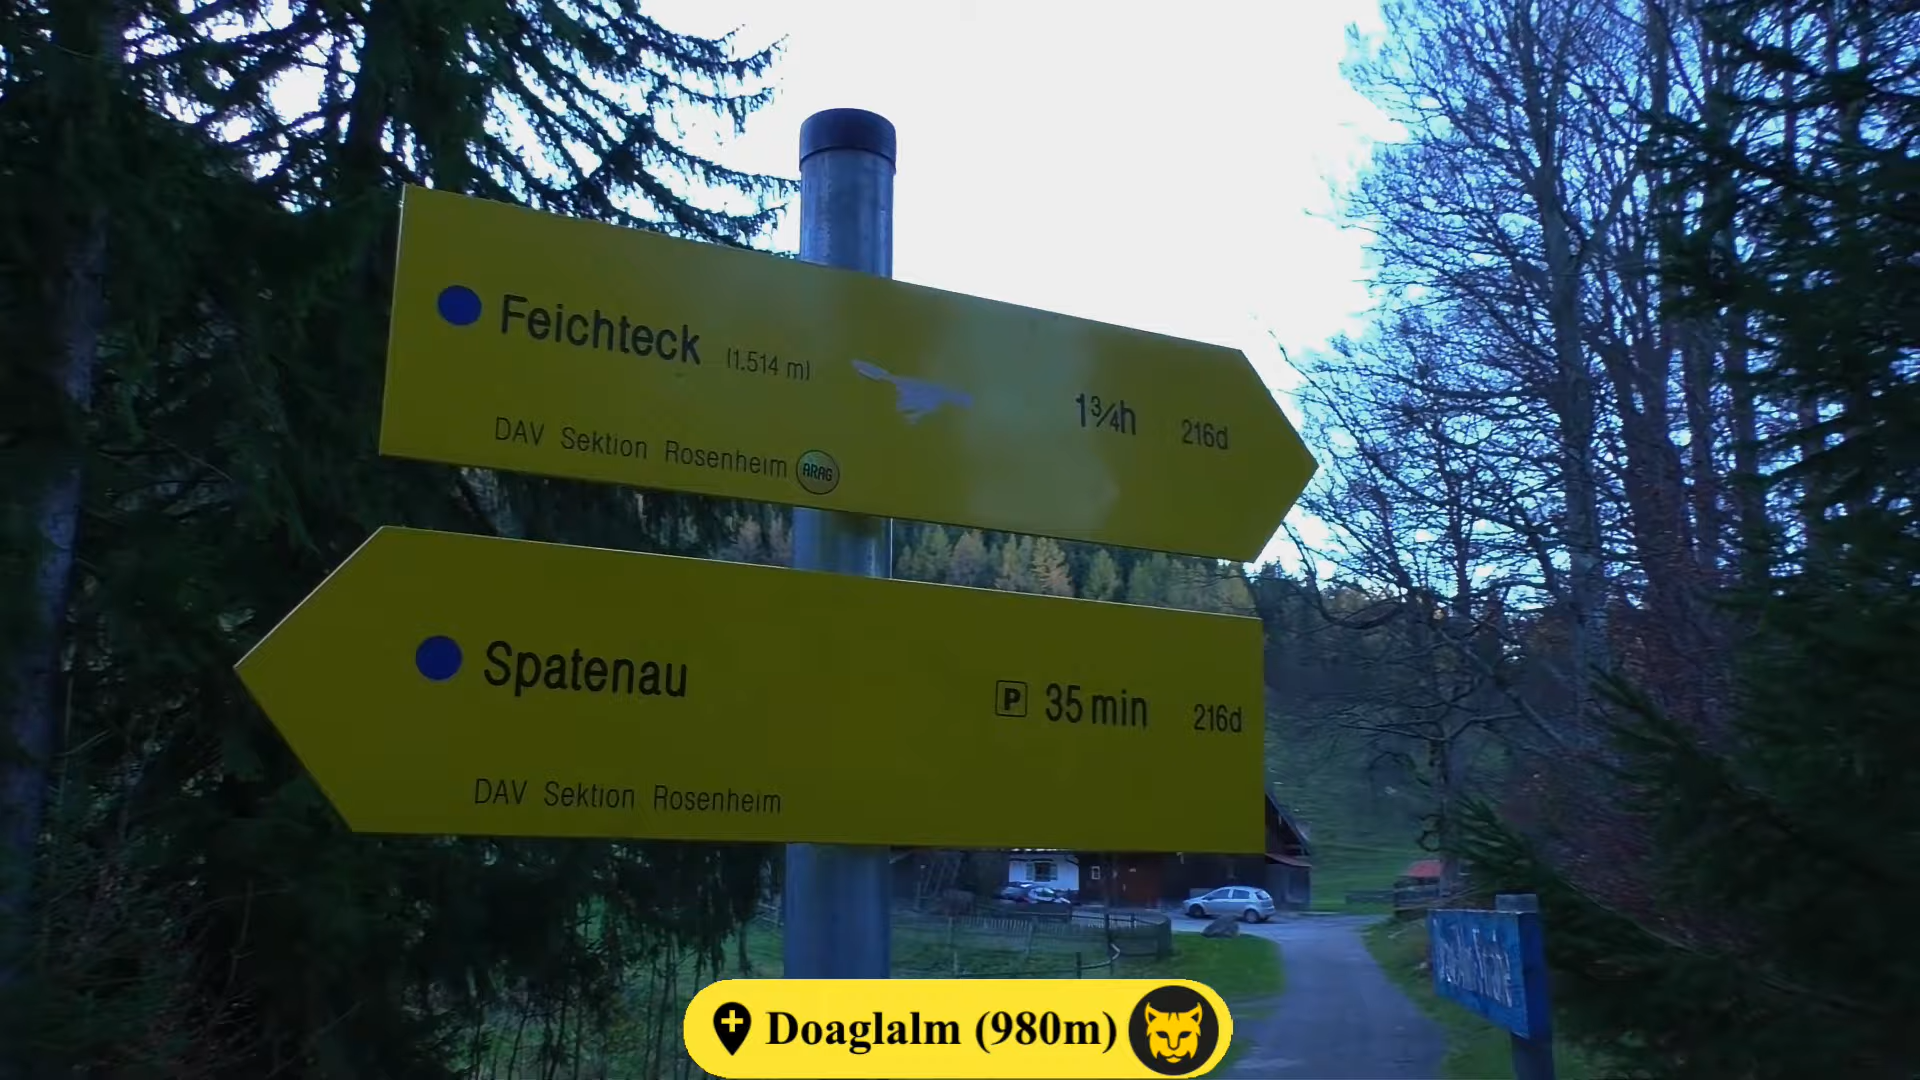 Feichteck (1.514 m) 1¾h 216d
DAV Sektion Rosenheim ARAG
Spatenau P 35 min 216d
DAV Sektion Rosenheim
Doaglalm (980m)